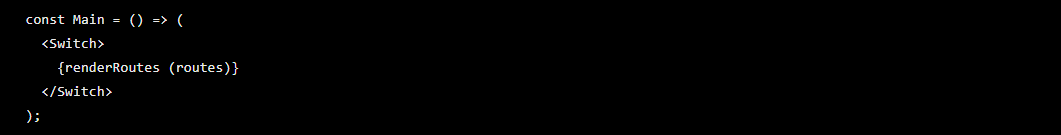 const Main = () => (
  <Switch>
    {renderRoutes (routes)}
  </Switch>
);